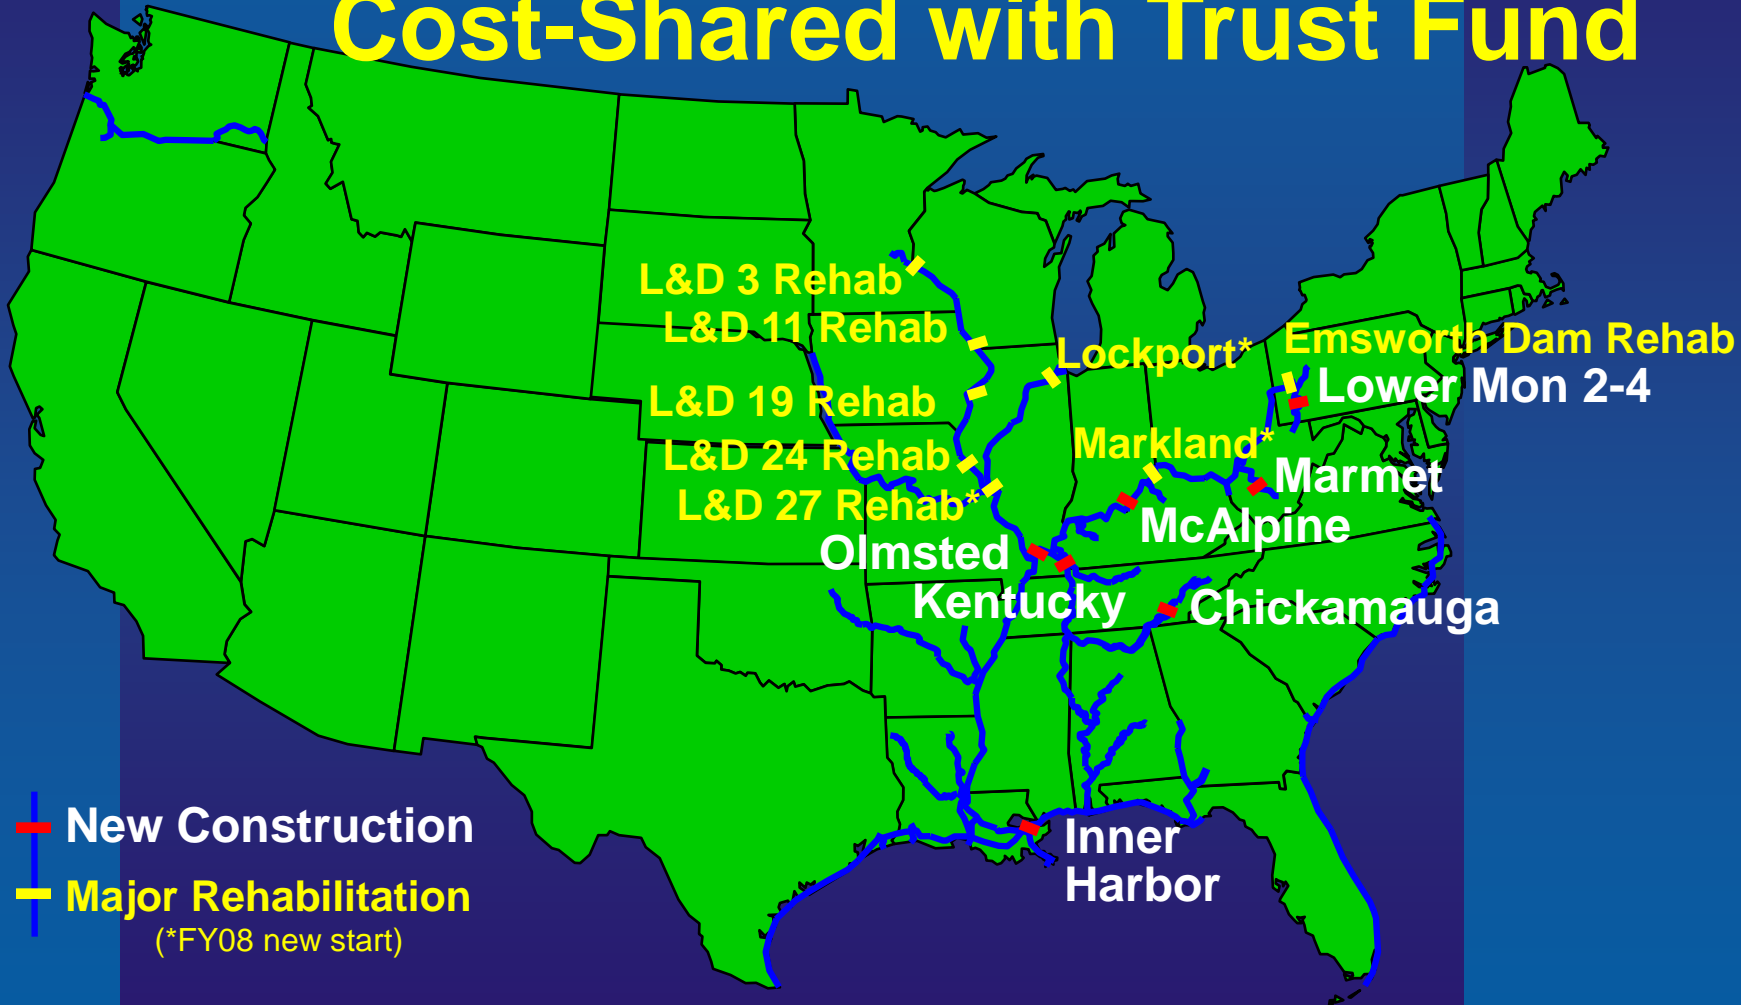 Cost-Shared with Trust Fund
L&D 3 Rehab
L&D 11 Rehab
Lockport*
Emsworth Dam Rehab
Lower Mon 2-4
L&D 19 Rehab
L&D 24 Rehab
Markland*
Marmet
L&D 27 Rehab*
McAlpine
Olmsted
Kentucky
Chickamauga
New Construction
Inner
Harbor
Major Rehabilitation
(*FY08 new start)